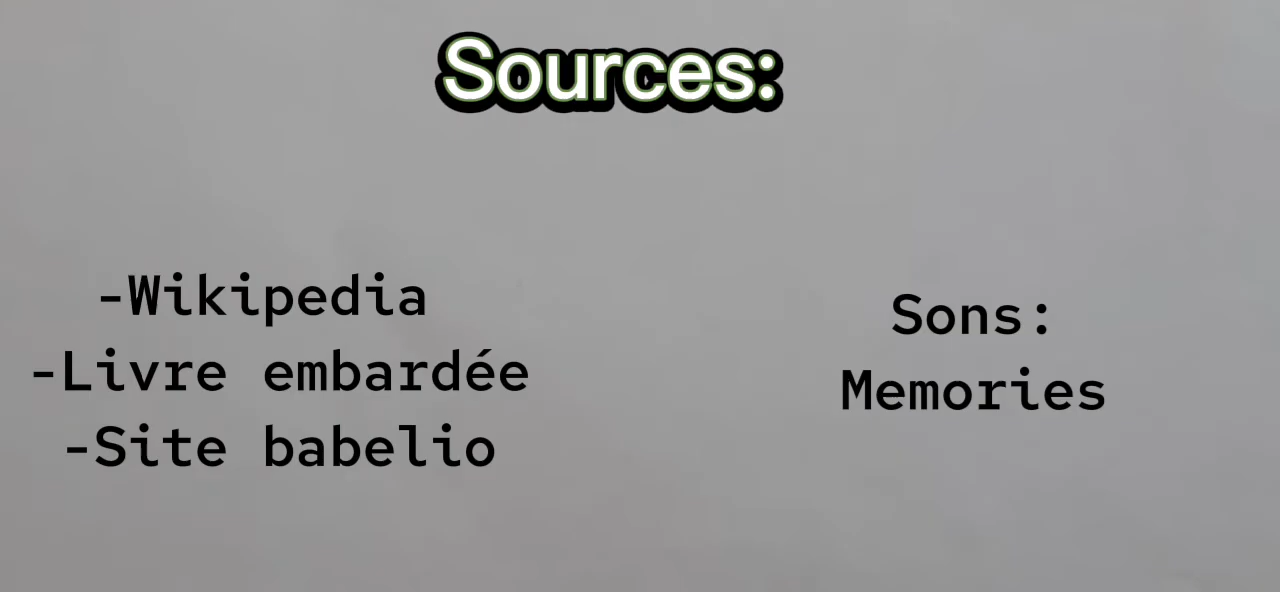 Sources:
-Wikipedia
-Livre embardée
-Site babelio
Sons:
Memories